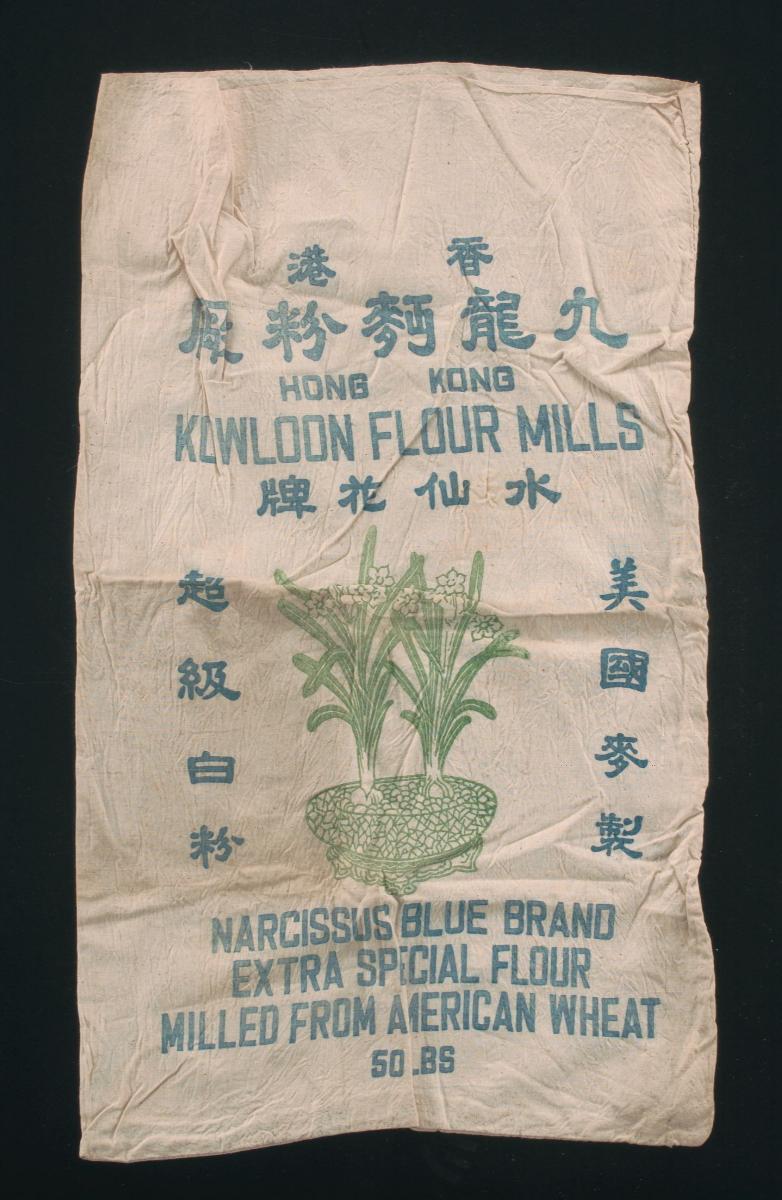 香港
九龍麪粉厰
HONG KONG
KOWLOON FLOUR MILLS
水仙花牌
美國麥製
超級白粉
NARCISSUS BLUE BRAND
EXTRA SPECIAL FLOUR
MILLED FROM AMERICAN WHEAT
50 LBS